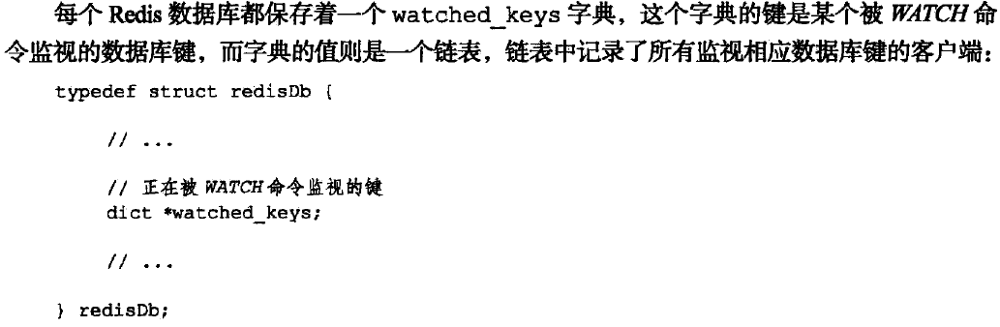 每个 Redis 数据库都保存着一个 watched_keys 字典，这个字典的键是某个被 WATCH 命
令监视的数据库键，而字典的值则是一个链表，链表中记录了所有监视相应数据库键的客户端：
typedef struct redisDb {
// ...
// 正在被 WATCH 命令监视的键
dict *watched_keys;
// ...
} redisDb;